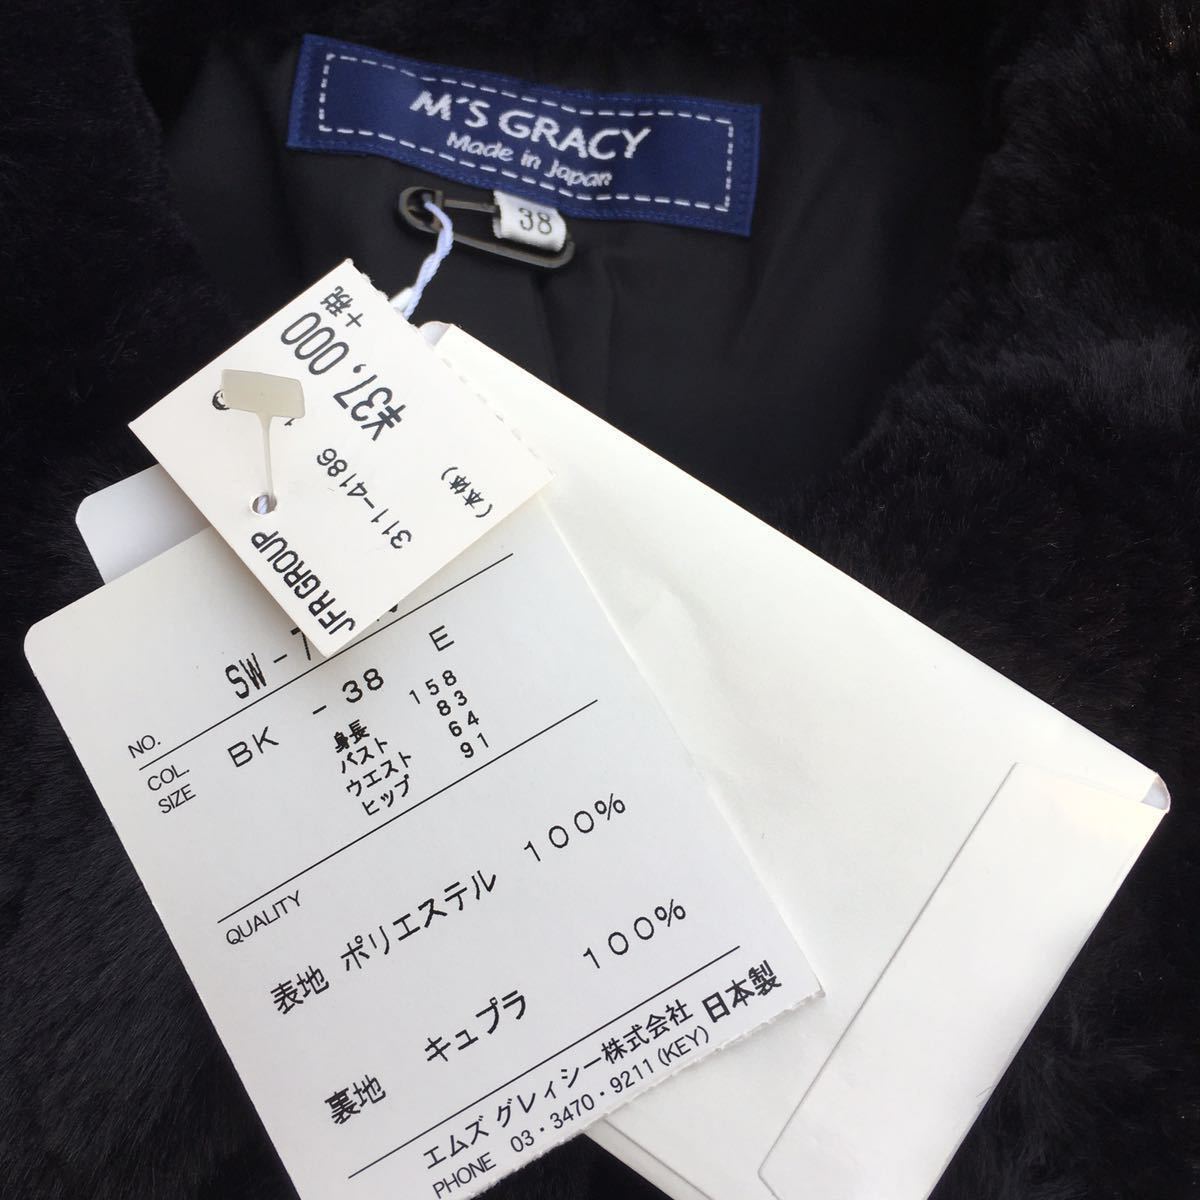 M'S GRACY
Made in Japan
38
JFR GROUP
311-4186
¥37,000
+税
(本体)
NO. SW-7
COL. BK - 38 E
SIZE
身長 158
バスト 83
ウエスト 64
ヒップ 91
QUALITY
表地 ポリエステル 100%
裏地 キュプラ 100%
エムズ グレィシー株式会社 日本製
PHONE 03・3470・9211 (KEY)